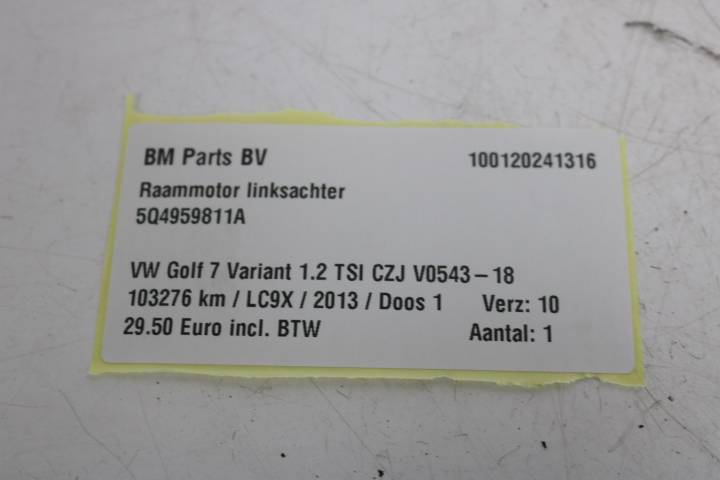 BM Parts BV 100120241316
Raammotor linksachter
5Q4959811A
VW Golf 7 Variant 1.2 TSI CZJ V0543-18
103276 km / LC9X / 2013 / Doos 1 Verz: 10
29.50 Euro incl. BTW Aantal: 1